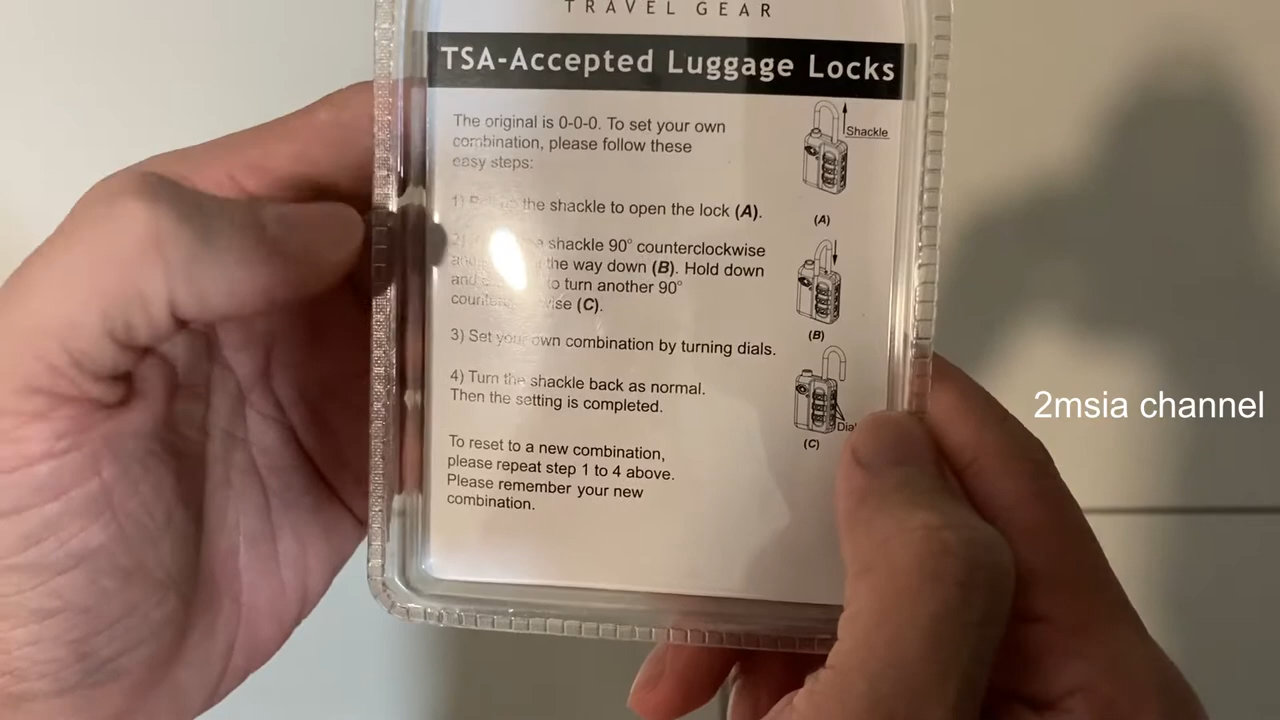 TRAVEL GEAR
TSA-Accepted Luggage Locks
The original is 0-0-0. To set your own
combination, please follow these
easy steps:
1) the shackle to open the lock (A).
2) shackle 90° counterclockwise
the way down (B). Hold down
and to turn another 90°
(C).
3) Set your own combination by turning dials.
4) Turn the shackle back as normal.
Then the setting is completed.
To reset to a new combination,
please repeat step 1 to 4 above.
Please remember your new
combination.
Shackle
(A)
(B)
(C)
2msia channel